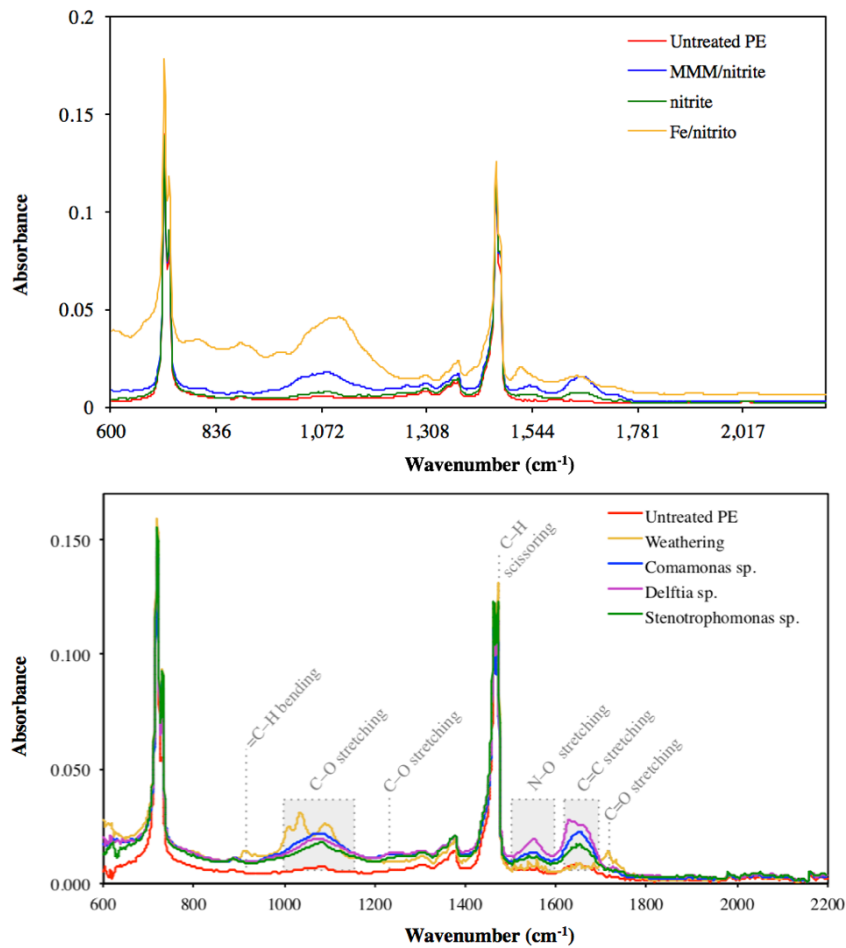 0.2
Untreated PE
MMM/nitrite
nitrite
Fe/nitrito
0.15
0.1
0.05
0
Absorbance
600 836 1,072 1,308 1,544 1,781 2,017
Wavenumber (cm-1)
Untreated PE
Weathering
Comamonas sp.
Delftia sp.
Stenotrophomonas sp.
0.150
0.100
0.050
0.000
Absorbance
C–H
scissoring
=C–H bending
C–O stretching
C–O stretching
N–O stretching
C=C stretching
C=O stretching
600 800 1000 1200 1400 1600 1800 2000 2200
Wavenumber (cm-1)